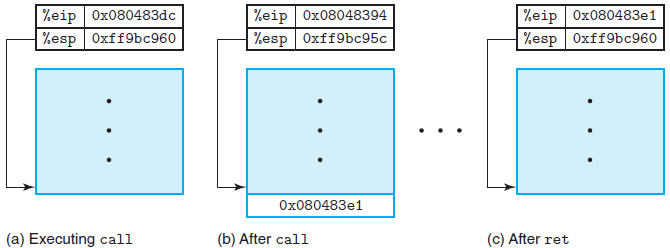 %eip 0x080483dc
%esp 0xff9bc960
%eip 0x08048394
%esp 0xff9bc95c
%eip 0x080483e1
%esp 0xff9bc960
0x080483e1
(a) Executing call
(b) After call
(c) After ret